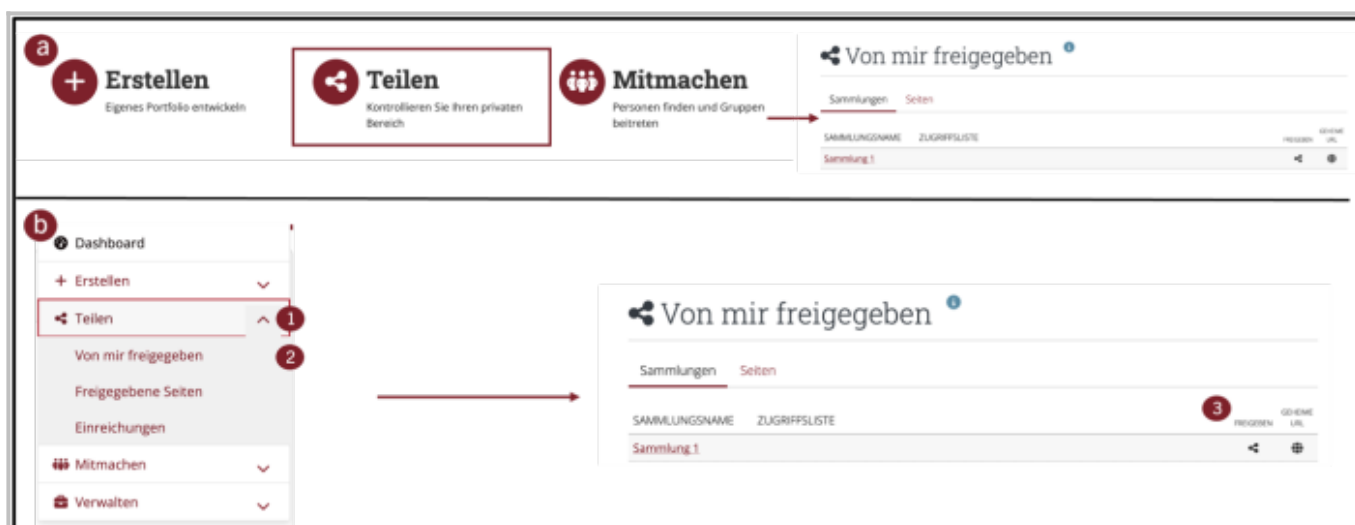 a
Erstellen
Eigenes Portfolio entwickeln
Teilen
Kontrollieren Sie Ihren privaten
Bereich
Mitmachen
Personen finden und Gruppen
beitreten
Von mir freigegeben
Sammlungen Seiten
SAMMLUNGSNAME ZUGRIFFSLISTE FREIGEBEN GEHEIME
URL
Sammlung 1
b
Dashboard
Erstellen
Teilen 1
Von mir freigegeben 2
Freigegebene Seiten
Einreichungen
Mitmachen
Verwalten
Von mir freigegeben
Sammlungen Seiten
SAMMLUNGSNAME ZUGRIFFSLISTE 3 FREIGEBEN GEHEIME
URL
Sammlung 1